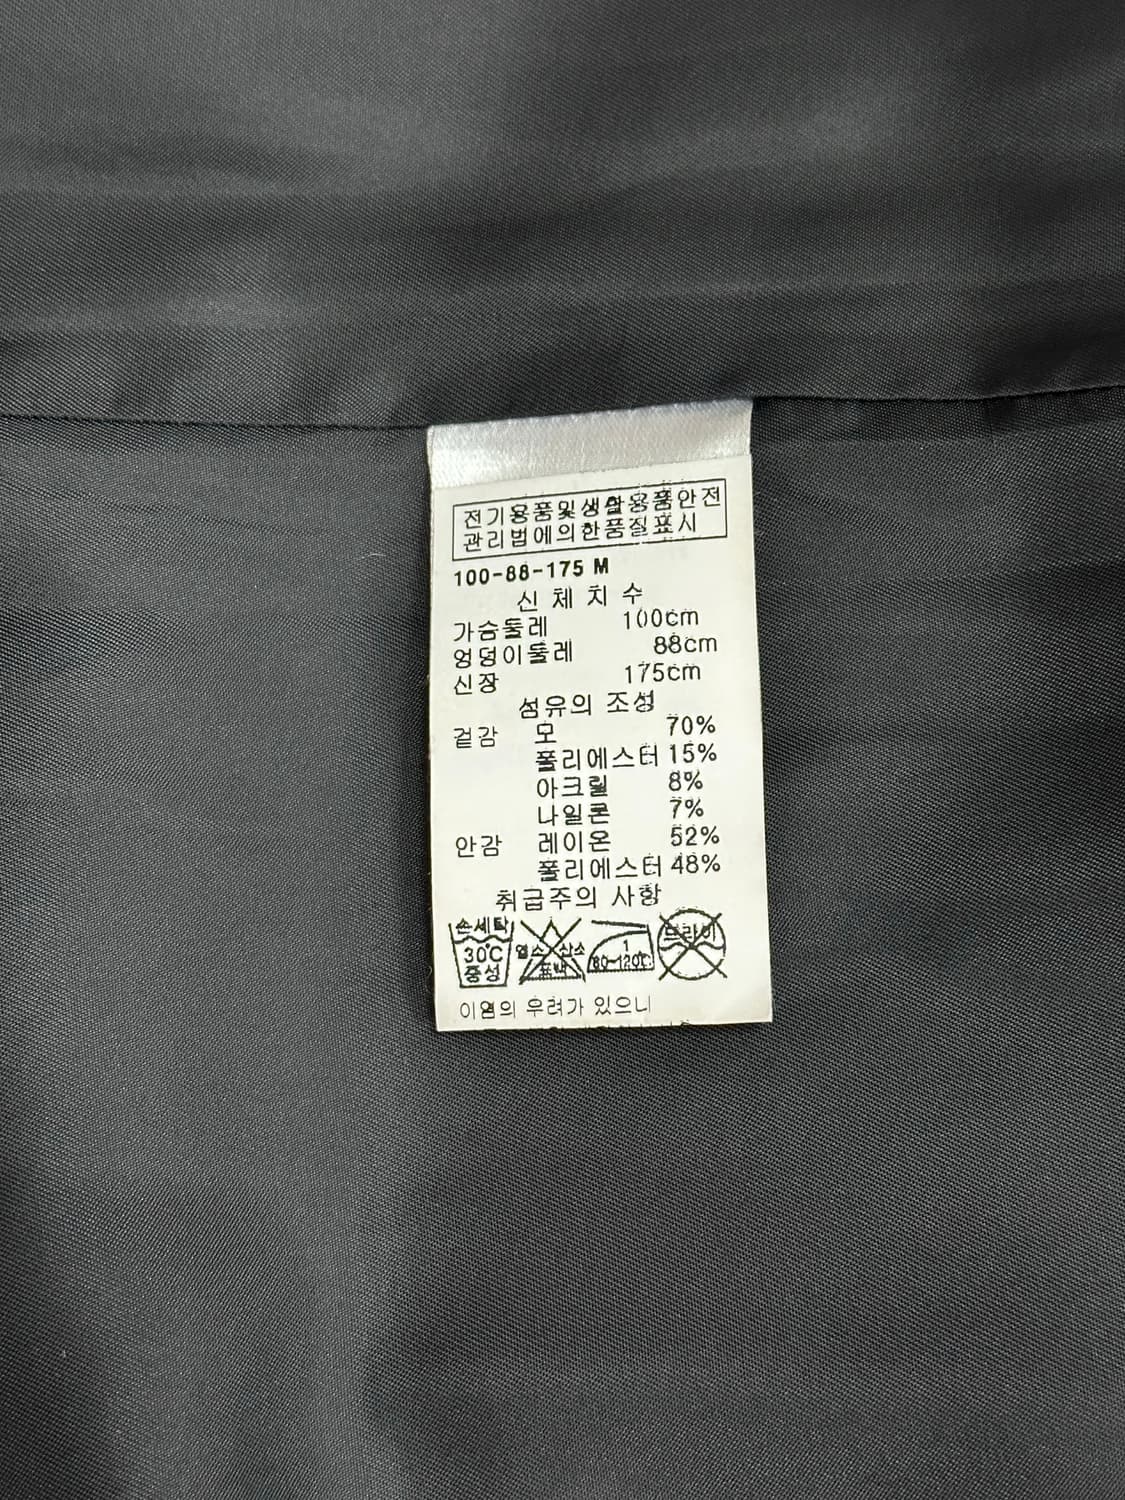 전기용품및생활용품안전
관리법에의한품질표시
100-88-175 M
신체치수
가슴둘레 100cm
엉덩이둘레 88cm
신장 175cm
섬유의 조성
겉감 모 70%
폴리에스터 15%
아크릴 8%
나일론 7%
안감 레이온 52%
폴리에스터 48%
취급주의 사항
손세탁
30℃
중성
염소 산소
표백
1
80-120℃
드라이
이염의 우려가 있으니